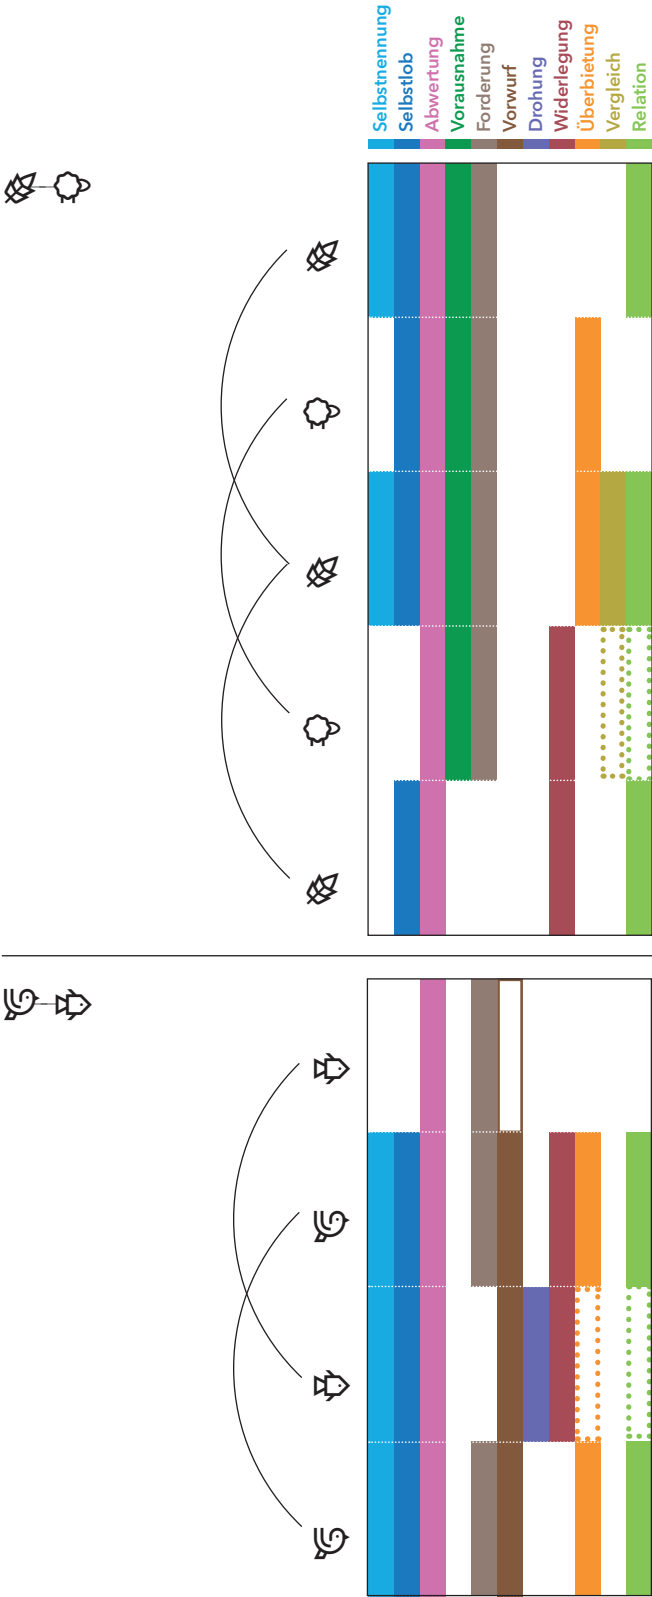 Selbstnennung
Selbstlob
Abwertung
Vorausnahme
Forderung
Vorwurf
Drohung
Widerlegung
Überbietung
Vergleich
Relation